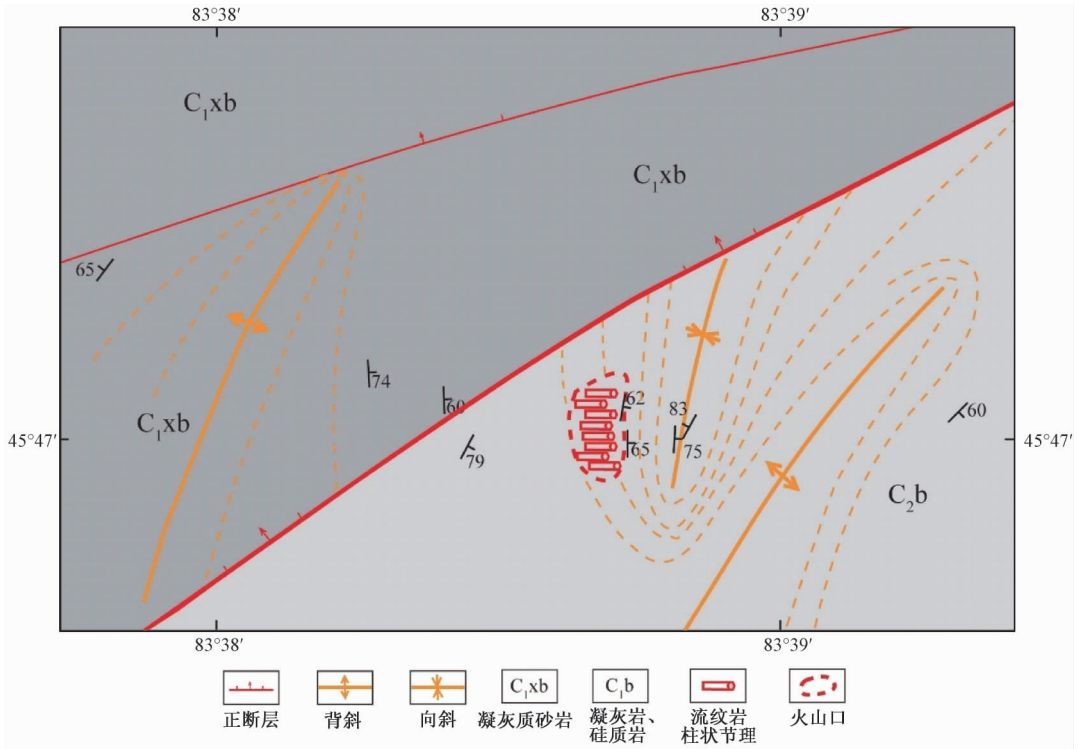 83°38′
83°39′
C₁xb
C₁xb
65
74
60
62
83
C₁xb
45°47′
45°47′
65
75
60
79
C₂b
83°38′
83°39′
C₁xb
C₁b
正断层
背斜
向斜
凝灰质砂岩
凝灰岩、
硅质岩
流纹岩
柱状节理
火山口